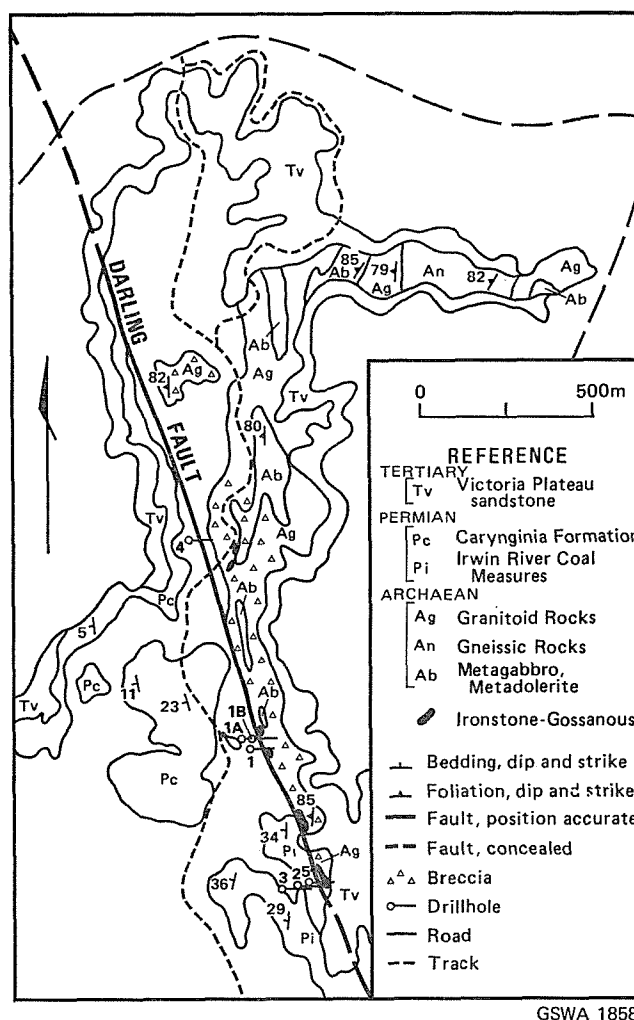 Tv
85
Ab
79
Ag
An
82
Ag
Ab
DARLING
FAULT
Ab
Ag
Tv
82
Ag
80
Ab
Ag
4
Tv
Pc
Ab
5
Pc
11
23
Tv
Ab
1B
1A
1
Pc
85
34
Pi
Ag
36
3 25
Tv
29
Pi
0 500m
REFERENCE
TERTIARY
Tv Victoria Plateau
sandstone
PERMIAN
Pc Carynginia Formation
Pi Irwin River Coal
Measures
ARCHAEAN
Ag Granitoid Rocks
An Gneissic Rocks
Ab Metagabbro,
Metadolerite
Ironstone-Gossanous
Bedding, dip and strike
Foliation, dip and strike
Fault, position accurate
Fault, concealed
Breccia
Drillhole
Road
Track
GSWA 1858